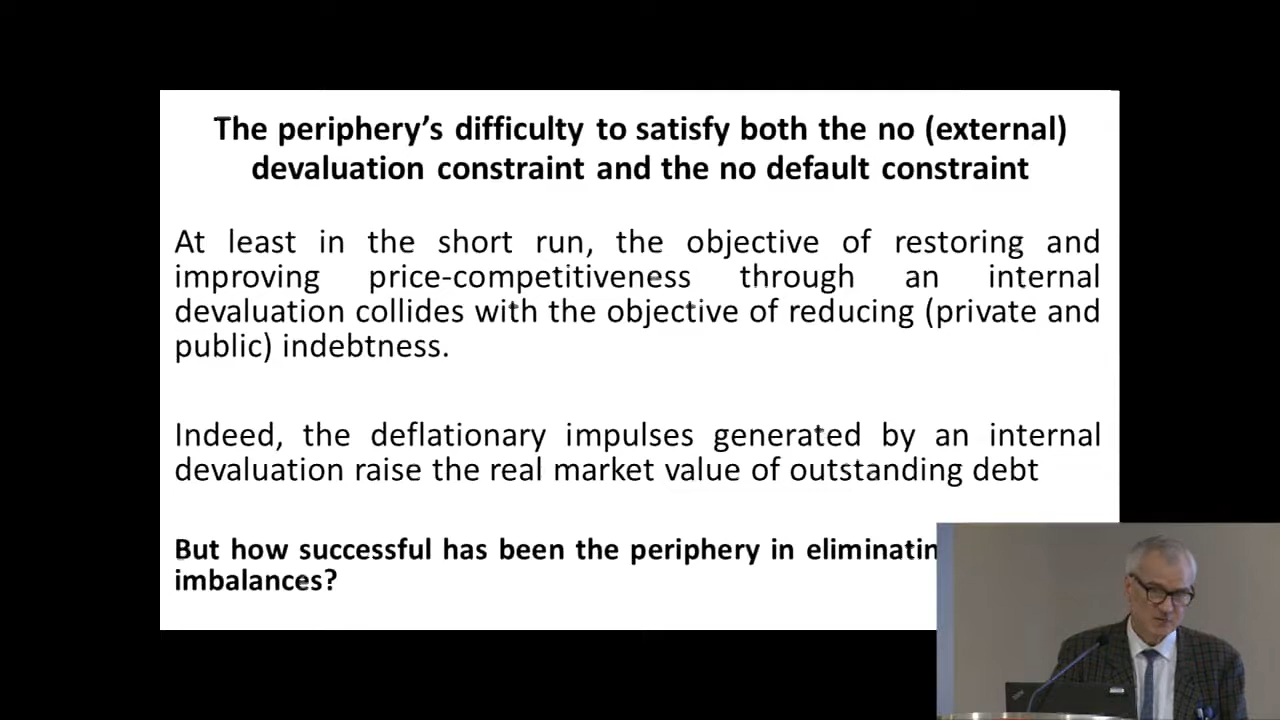 The periphery's difficulty to satisfy both the no (external)
devaluation constraint and the no default constraint
At least in the short run, the objective of restoring and
improving price-competitiveness through an internal
devaluation collides with the objective of reducing (private and
public) indebtness.
Indeed, the deflationary impulses generated by an internal
devaluation raise the real market value of outstanding debt
But how successful has been the periphery in
imbalances?